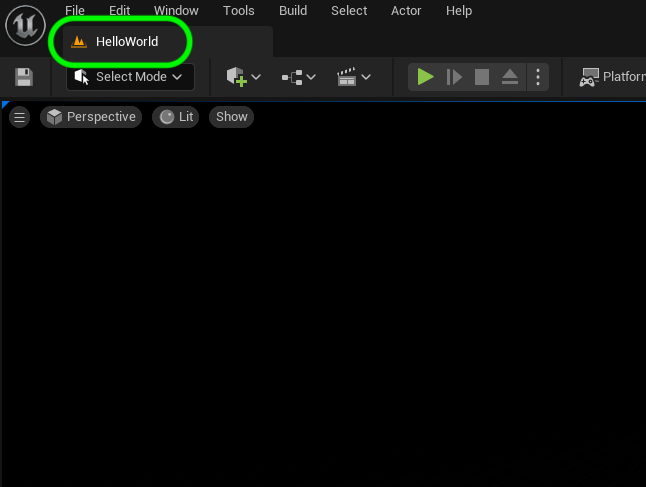 File Edit Window Tools Build Select Actor Help
HelloWorld
Select Mode Platform
Perspective Lit Show